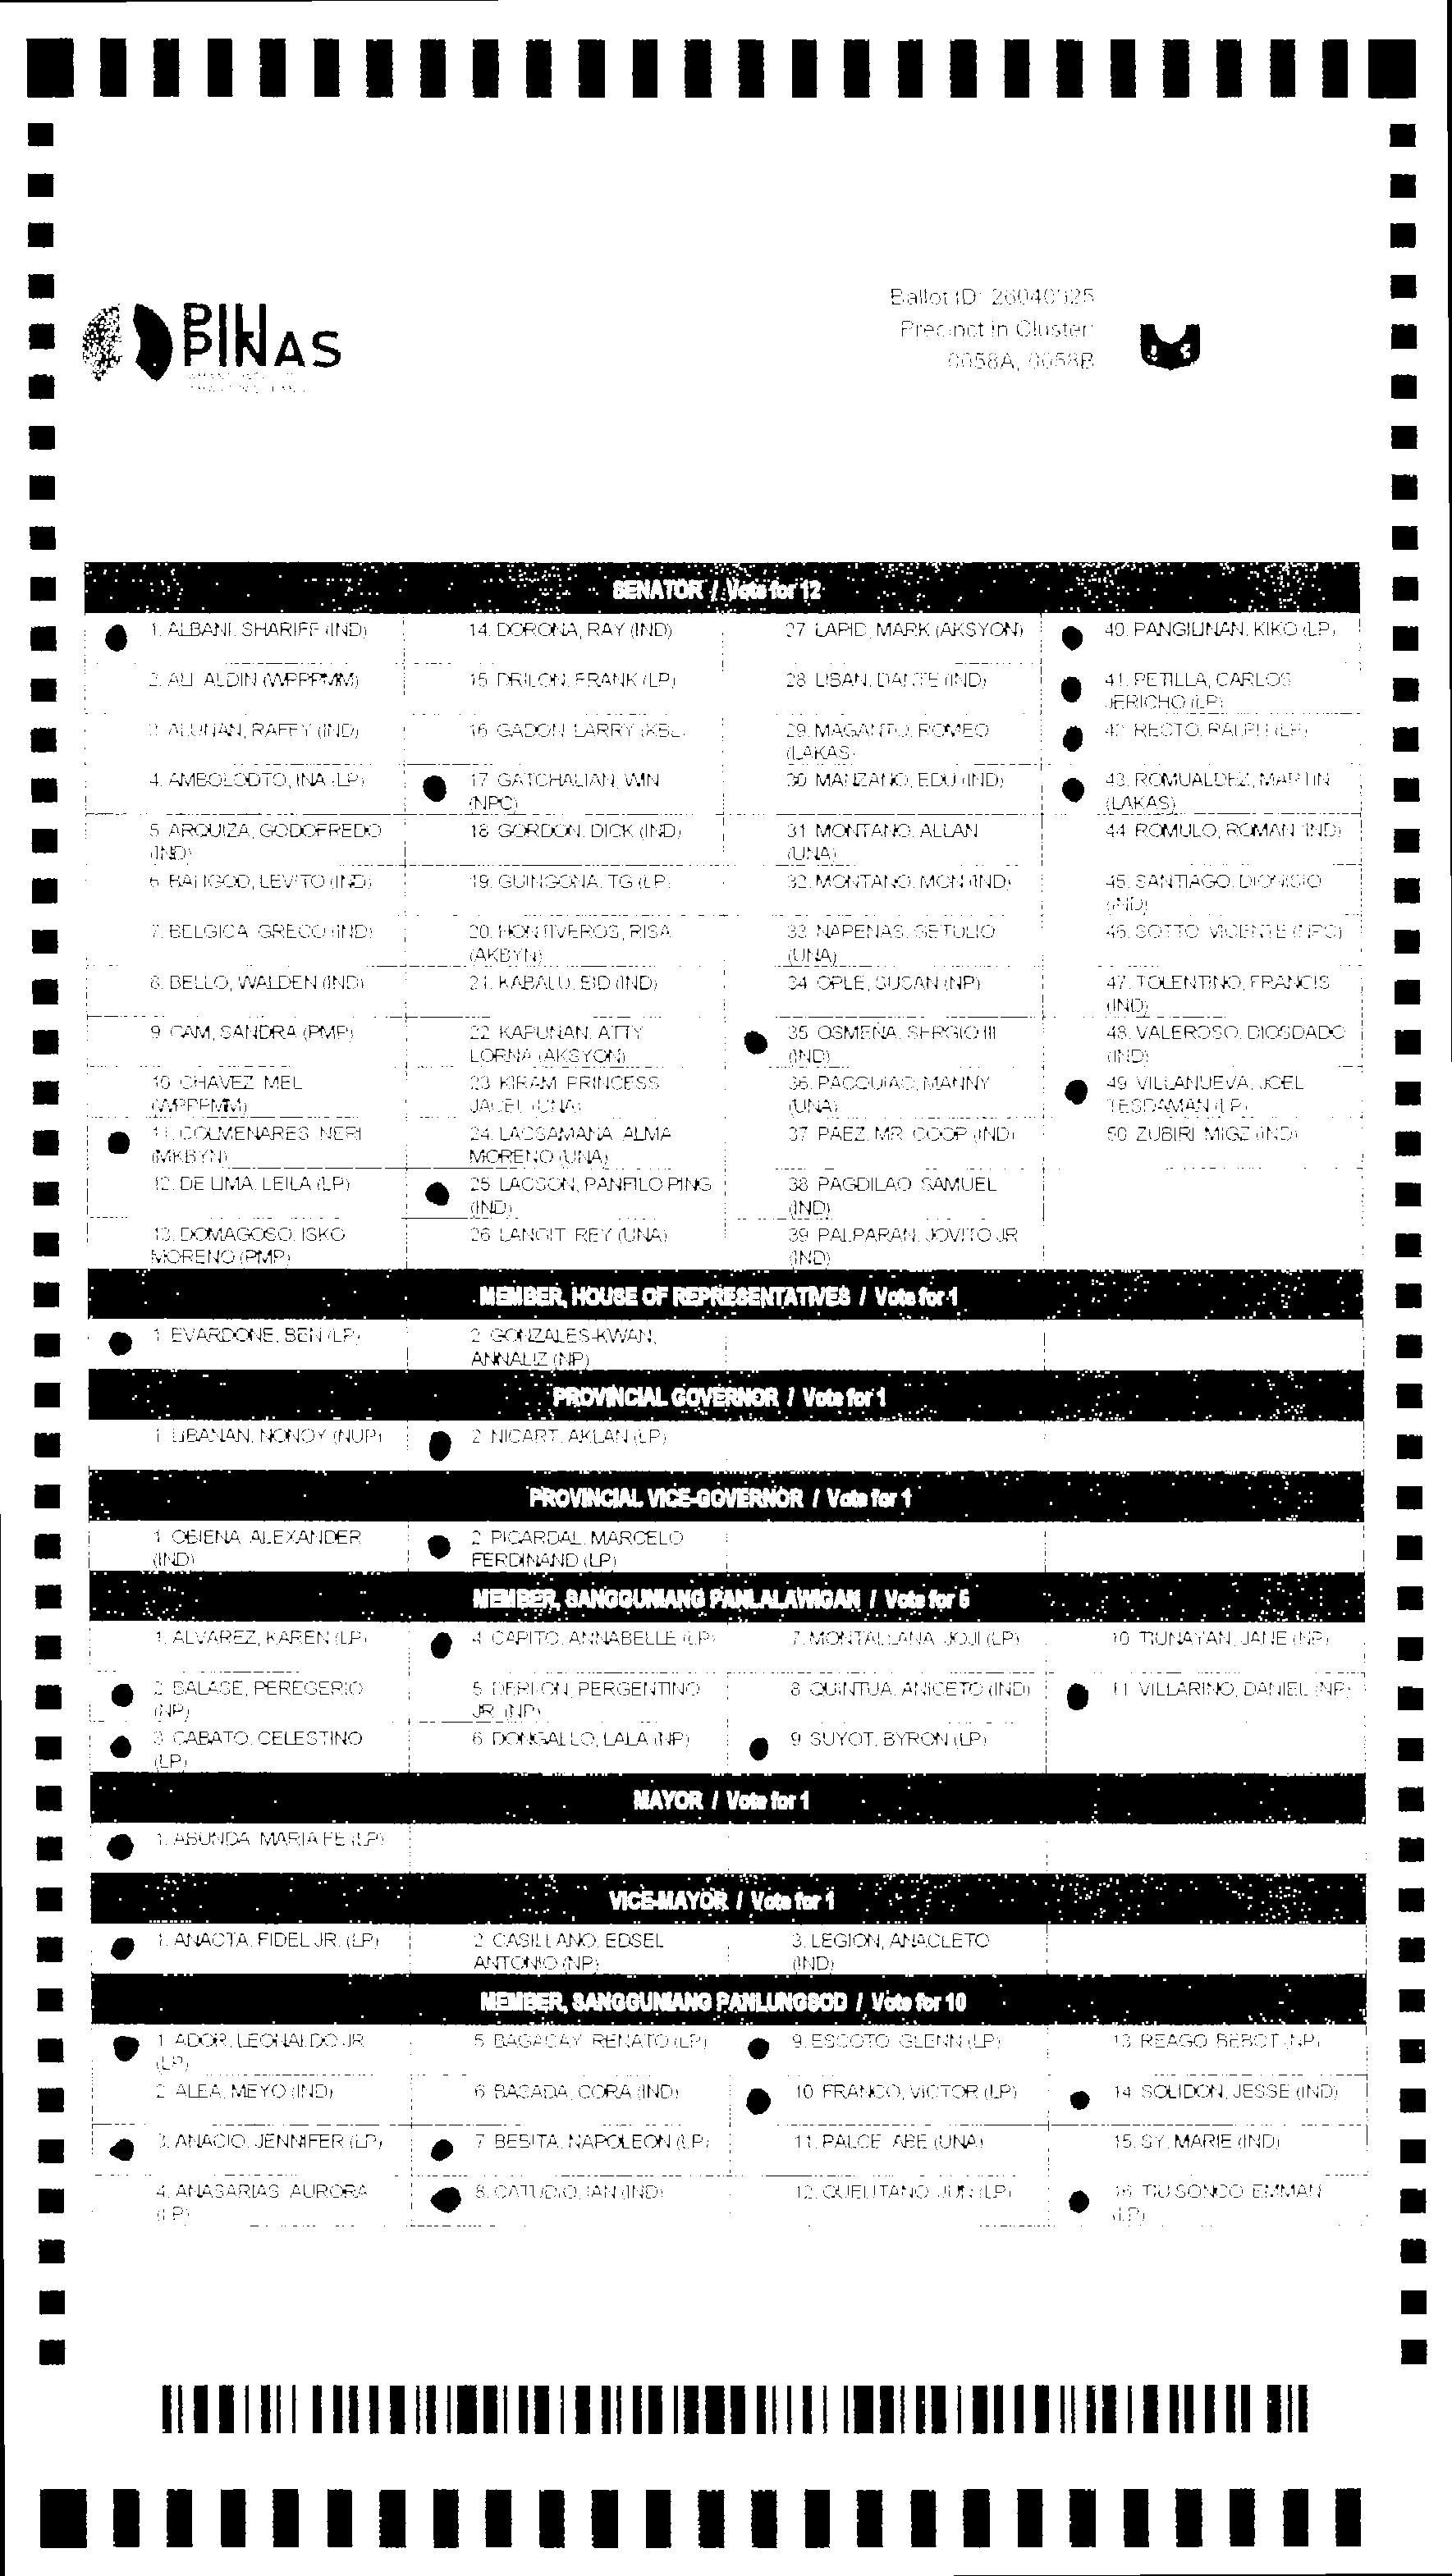 PILI
PINAS
Ballot ID: 26040325
Precinct in Cluster:
0058A, 0058B
SENATOR / Vote for 12
1. ALBANI, SHARIFF (IND)
2. ALI, ALDIN (WPPPMM)
3. ALUNAN, RAFFY (IND)
4. AMBOLODTO, INA (LP)
5. ARQUIZA, GODOFREDO
(IND)
6. BALIGOD, LEVITO (IND)
7. BELGICA, GRECO (IND)
8. BELLO, WALDEN (IND)
9. CAM, SANDRA (PMP)
10. CHAVEZ, MEL
(WPPPMM)
11. COLMENARES, NERI
(MKBYN)
12. DE LIMA, LEILA (LP)
13. DOMAGOSO, ISKO
MORENO (PMP)
14. DORONA, RAY (IND)
15. DRILON, FRANK (LP)
16. GADON, LARRY (KBL)
17. GATCHALIAN, WIN
(NPC)
18. GORDON, DICK (IND)
19. GUINGONA, TG (LP)
20. HONTIVEROS, RISA
(AKBYN)
21. KABALU, EID (IND)
22. KAPUNAN, ATTY
LORNA (AKSYON)
23. KIRAM, PRINCESS
JACEL (UNA)
24. LACSAMANA, ALMA
MORENO (UNA)
25. LACSON, PANFILO PING
(IND)
26. LANGIT, REY (UNA)
27. LAPID, MARK (AKSYON)
28. LIBAN, DANTE (IND)
29. MAGANTO, ROMEO
(LAKAS)
30. MANZANO, EDU (IND)
31. MONTANO, ALLAN
(UNA)
32. MONTANO, MON (IND)
33. NAPEÑAS, GETULIO
(UNA)
34. OPLE, SUSAN (NP)
35. OSMEÑA, SERGIO III
(IND)
36. PACQUIAO, MANNY
(UNA)
37. PAEZ, MR. COOP (IND)
38. PAGDILAO, SAMUEL
(IND)
39. PALPARAN, JOVITO JR
(IND)
40. PANGILINAN, KIKO (LP)
41. PETILLA, CARLOS
JERICHO (LP)
42. RECTO, RALPH (LP)
43. ROMUALDEZ, MARTIN
(LAKAS)
44. ROMULO, ROMAN (IND)
45. SANTIAGO, DIONISIO
(IND)
46. SOTTO, VICENTE (NPC)
47. TOLENTINO, FRANCIS
(IND)
48. VALEROSO, DIOSDADO
(IND)
49. VILLANUEVA, JOEL
TESDAMAN (LP)
50. ZUBIRI, MIGZ (IND)
MEMBER, HOUSE OF REPRESENTATIVES / Vote for 1
1. EVARDONE, BEN (LP)
2. GONZALES-KWAN,
ANNALIZ (NP)
PROVINCIAL GOVERNOR / Vote for 1
1. LIBANAN, NONOY (NUP)
2. NICART, AKLAN (LP)
PROVINCIAL VICE-GOVERNOR / Vote for 1
1. OBIENA, ALEXANDER
(IND)
2. PICARDAL, MARCELO
FERDINAND (LP)
MEMBER, SANGGUNIANG PANLALAWIGAN / Vote for 5
1. ALVAREZ, KAREN (LP)
2. BALASE, PEREGERIO
(NP)
3. CABATO, CELESTINO
(LP)
4. CAPITO, ANNABELLE (LP)
5. DERILON, PERGENTINO
JR. (NP)
6. DONGALLO, LALA (NP)
7. MONTALLANA, JOJI (LP)
8. QUINTUA, ANICETO (IND)
9. SUYOT, BYRON (LP)
10. TIUNAYAN, JANE (NP)
11. VILLARINO, DANIEL (NP)
MAYOR / Vote for 1
1. ABUNDA, MARIA FE (LP)
VICE-MAYOR / Vote for 1
1. ANACTA, FIDEL JR. (LP)
2. CASILLANO, EDSEL
ANTONIO (NP)
3. LEGION, ANACLETO
(IND)
MEMBER, SANGGUNIANG PANLUNGSOD / Vote for 10
1. ADOR, LEONALDO JR
(LP)
2. ALEA, MEYO (IND)
3. ANACIO, JENNIFER (LP)
4. ANASARIAS, AURORA
(LP)
5. BAGACAY, RENATO (LP)
6. BASADA, CORA (IND)
7. BESITA, NAPOLEON (LP)
8. CATUDIO, IAN (IND)
9. ESCOTO, GLENN (LP)
10. FRANCO, VICTOR (LP)
11. PALCE, ABE (UNA)
12. QUELITANO, JUN (LP)
13. REAGO, BEBOT (NP)
14. SOLIDON, JESSE (IND)
15. SY, MARIE (IND)
16. TIU SONCO, EMMAN
(LP)